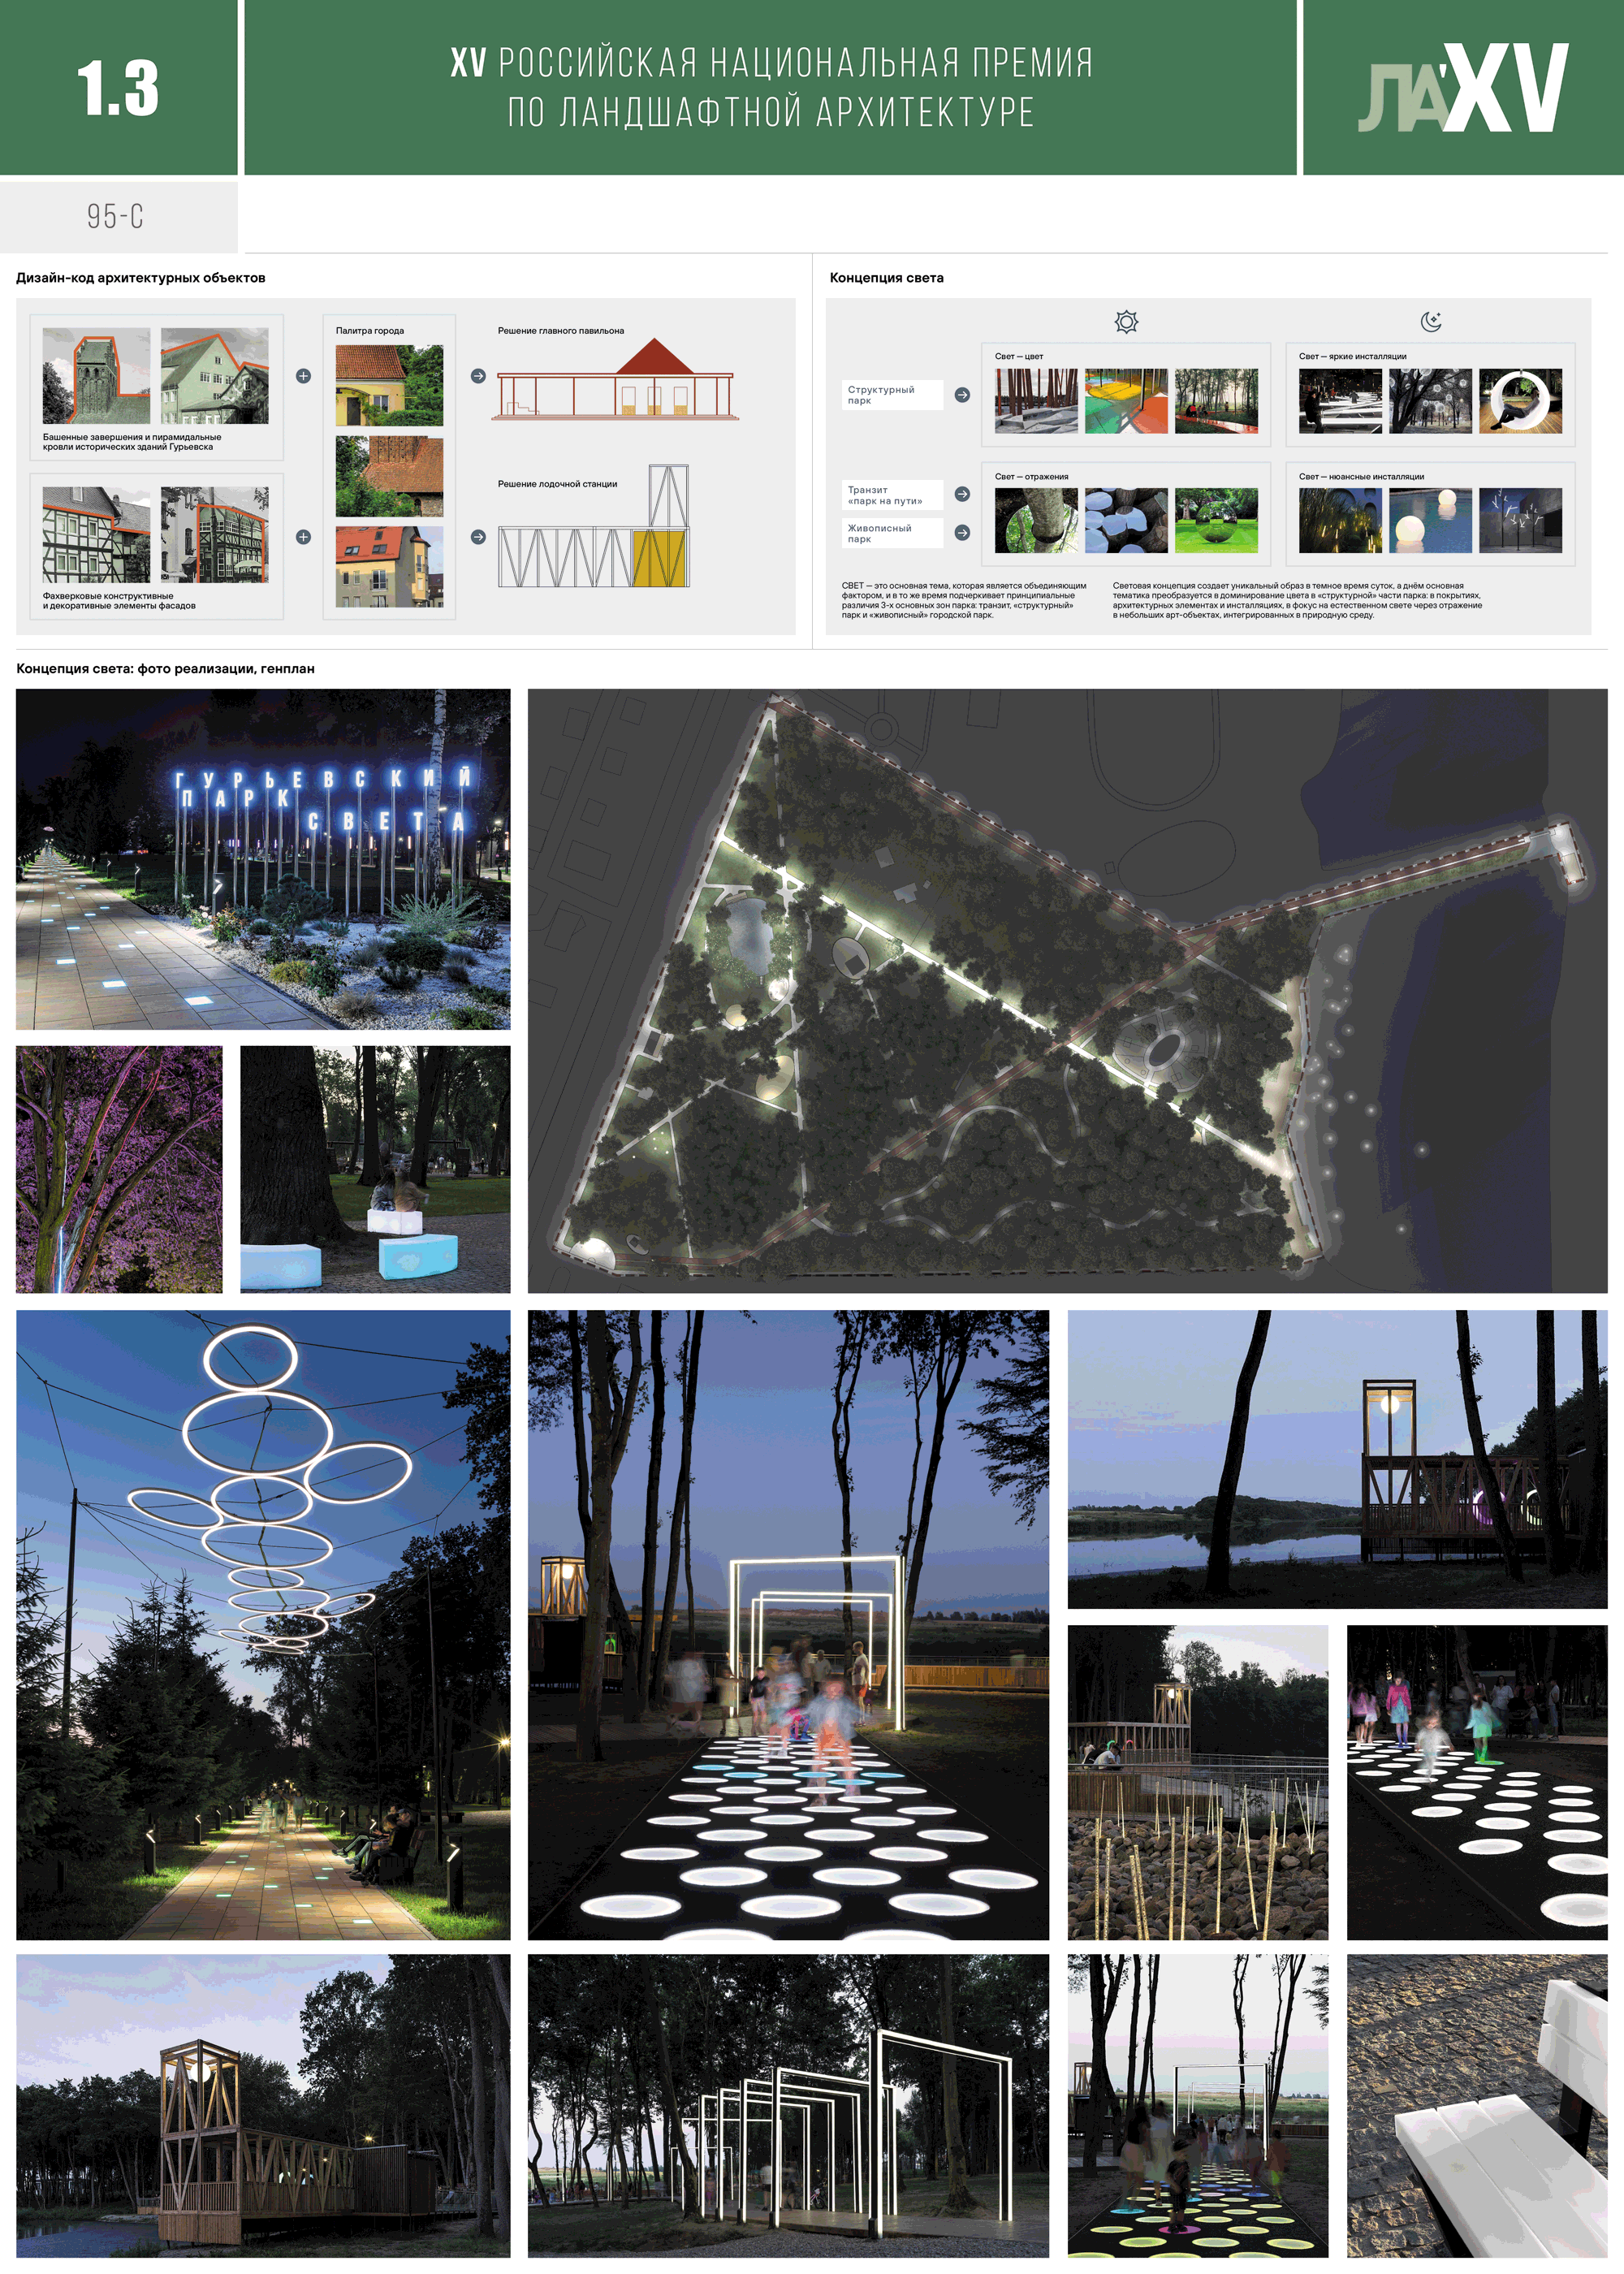 1.3
XV РОССИЙСКАЯ НАЦИОНАЛЬНАЯ ПРЕМИЯ
ПО ЛАНДШАФТНОЙ АРХИТЕКТУРЕ
ЛА'XV
95-С
Дизайн-код архитектурных объектов
Башенные завершения и пирамидальные
кровли исторических зданий Гурьевска
Фахверковые конструктивные
и декоративные элементы фасадов
Палитра города
Решение главного павильона
Решение лодочной станции
Концепция света
Структурный
парк
Свет — цвет
Свет — яркие инсталляции
Транзит
«парк на пути»
Живописный
парк
Свет — отражения
Свет — нюансные инсталляции
СВЕТ — это основная тема, которая является объединяющим
фактором, и в то же время подчеркивает принципиальные
различия 3-х основных зон парка: транзит, «структурный»
парк и «живописный» городской парк.
Световая концепция создает уникальный образ в темное время суток, а днём основная
тематика преобразуется в доминирование цвета в «структурной» части парка: в покрытиях,
архитектурных элементах и инсталляциях, в фокус на естественном свете через отражение
в небольших арт-объектах, интегрированных в природную среду.
Концепция света: фото реализации, генплан
ГУРЬЕВСКИЙ
ПАРК
СВЕТА